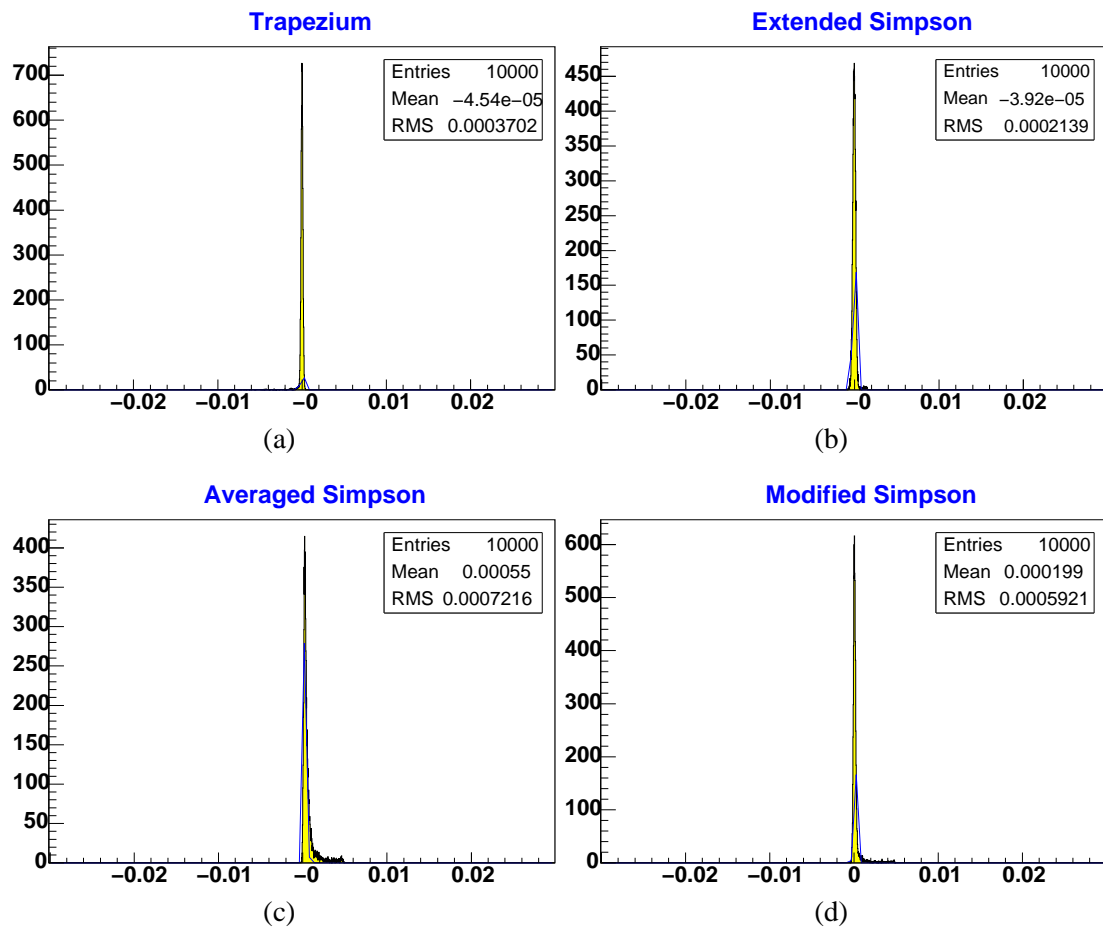 Trapezium
700
600
500
400
300
200
100
0
Entries 10000
Mean −4.54e−05
RMS 0.0003702
−0.02 −0.01 −0 0.01 0.02
(a)
Extended Simpson
450
400
350
300
250
200
150
100
50
0
Entries 10000
Mean −3.92e−05
RMS 0.0002139
−0.02 −0.01 −0 0.01 0.02
(b)
Averaged Simpson
400
350
300
250
200
150
100
50
0
Entries 10000
Mean 0.00055
RMS 0.0007216
−0.02 −0.01 −0 0.01 0.02
(c)
Modified Simpson
600
500
400
300
200
100
0
Entries 10000
Mean 0.000199
RMS 0.0005921
−0.02 −0.01 0 0.01 0.02
(d)